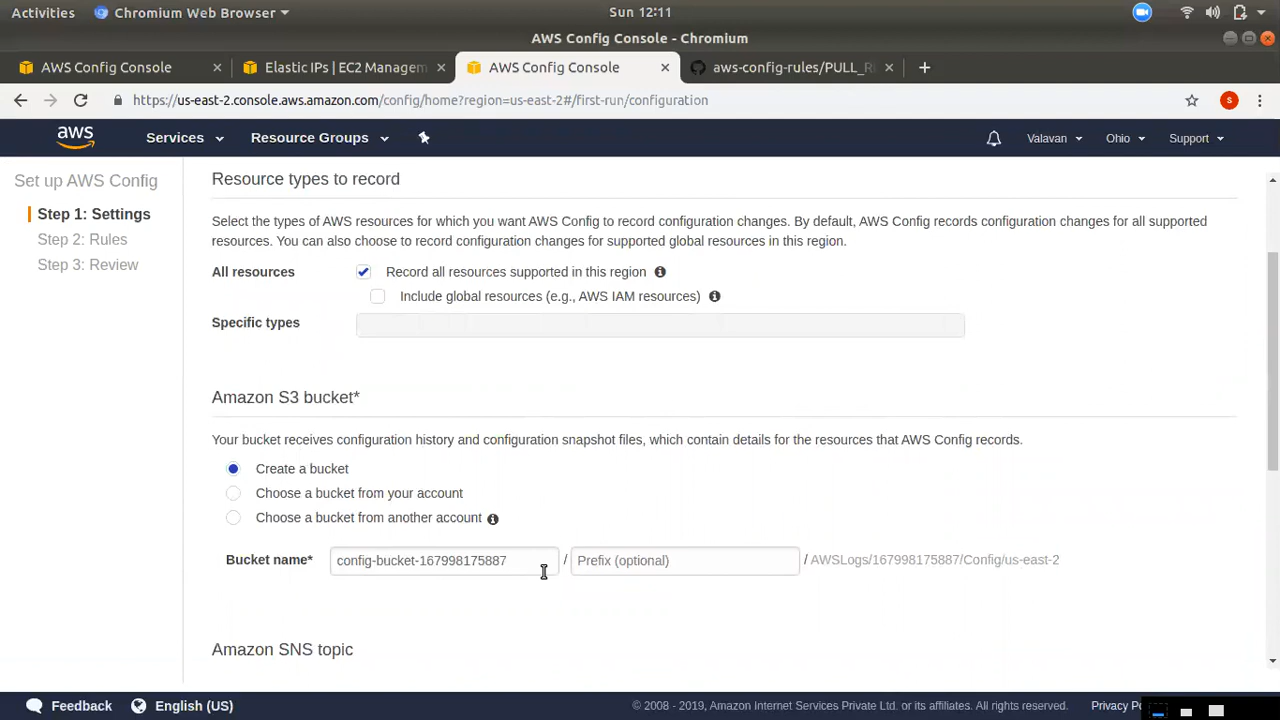 Activities Chromium Web Browser Sun 12:11
AWS Config Console - Chromium
AWS Config Console Elastic IPs | EC2 Managem AWS Config Console aws-config-rules/PULL_R
https://us-east-2.console.aws.amazon.com/config/home?region=us-east-2#/first-run/configuration S
aws Services Resource Groups Valavan Ohio Support
Set up AWS Config
Step 1: Settings
Step 2: Rules
Step 3: Review
Resource types to record
Select the types of AWS resources for which you want AWS Config to record configuration changes. By default, AWS Config records configuration changes for all supported
resources. You can also choose to record configuration changes for supported global resources in this region.
All resources Record all resources supported in this region
Include global resources (e.g., AWS IAM resources)
Specific types
Amazon S3 bucket*
Your bucket receives configuration history and configuration snapshot files, which contain details for the resources that AWS Config records.
Create a bucket
Choose a bucket from your account
Choose a bucket from another account
Bucket name* config-bucket-167998175887 / Prefix (optional) / AWSLogs/167998175887/Config/us-east-2
Amazon SNS topic
Feedback English (US) © 2008 - 2019, Amazon Internet Services Private Ltd. or its affiliates. All rights reserved. Privacy Po